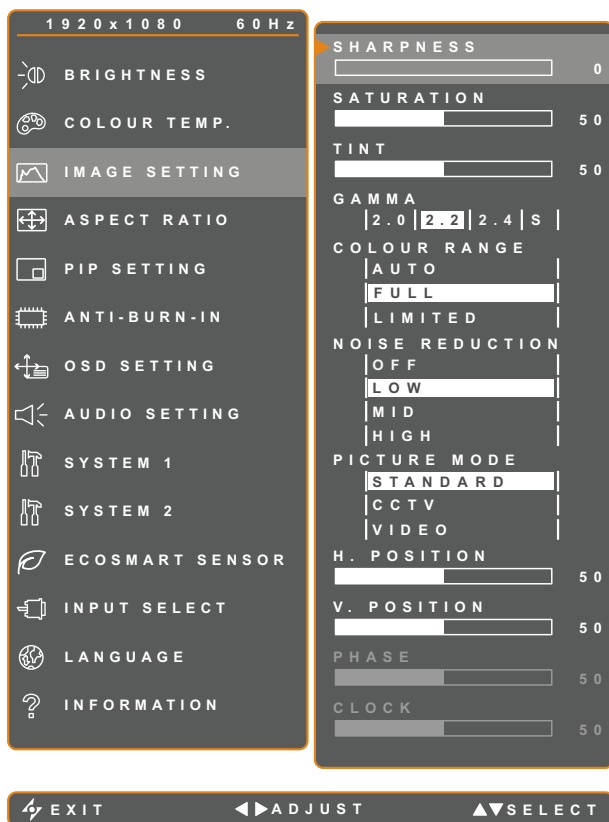 1920x1080 60Hz
BRIGHTNESS
COLOUR TEMP.
IMAGE SETTING
ASPECT RATIO
PIP SETTING
ANTI-BURN-IN
OSD SETTING
AUDIO SETTING
SYSTEM 1
SYSTEM 2
ECOSMART SENSOR
INPUT SELECT
LANGUAGE
INFORMATION
SHARPNESS
0
SATURATION
50
TINT
50
GAMMA
2.0 2.2 2.4 S
COLOUR RANGE
AUTO
FULL
LIMITED
NOISE REDUCTION
OFF
LOW
MID
HIGH
PICTURE MODE
STANDARD
CCTV
VIDEO
H. POSITION
50
V. POSITION
50
PHASE
50
CLOCK
50
EXIT ADJUST SELECT